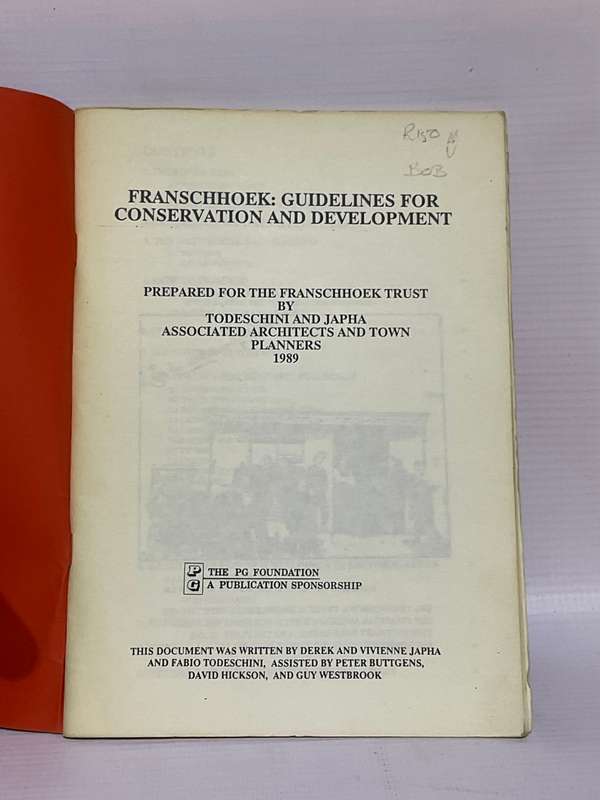 R150
BOB
FRANSCHHOEK: GUIDELINES FOR
CONSERVATION AND DEVELOPMENT
PREPARED FOR THE FRANSCHHOEK TRUST
BY
TODESCHINI AND JAPHA
ASSOCIATED ARCHITECTS AND TOWN
PLANNERS
1989
PG THE PG FOUNDATION
A PUBLICATION SPONSORSHIP
THIS DOCUMENT WAS WRITTEN BY DEREK AND VIVIENNE JAPHA
AND FABIO TODESCHINI, ASSISTED BY PETER BUTTGENS,
DAVID HICKSON, AND GUY WESTBROOK